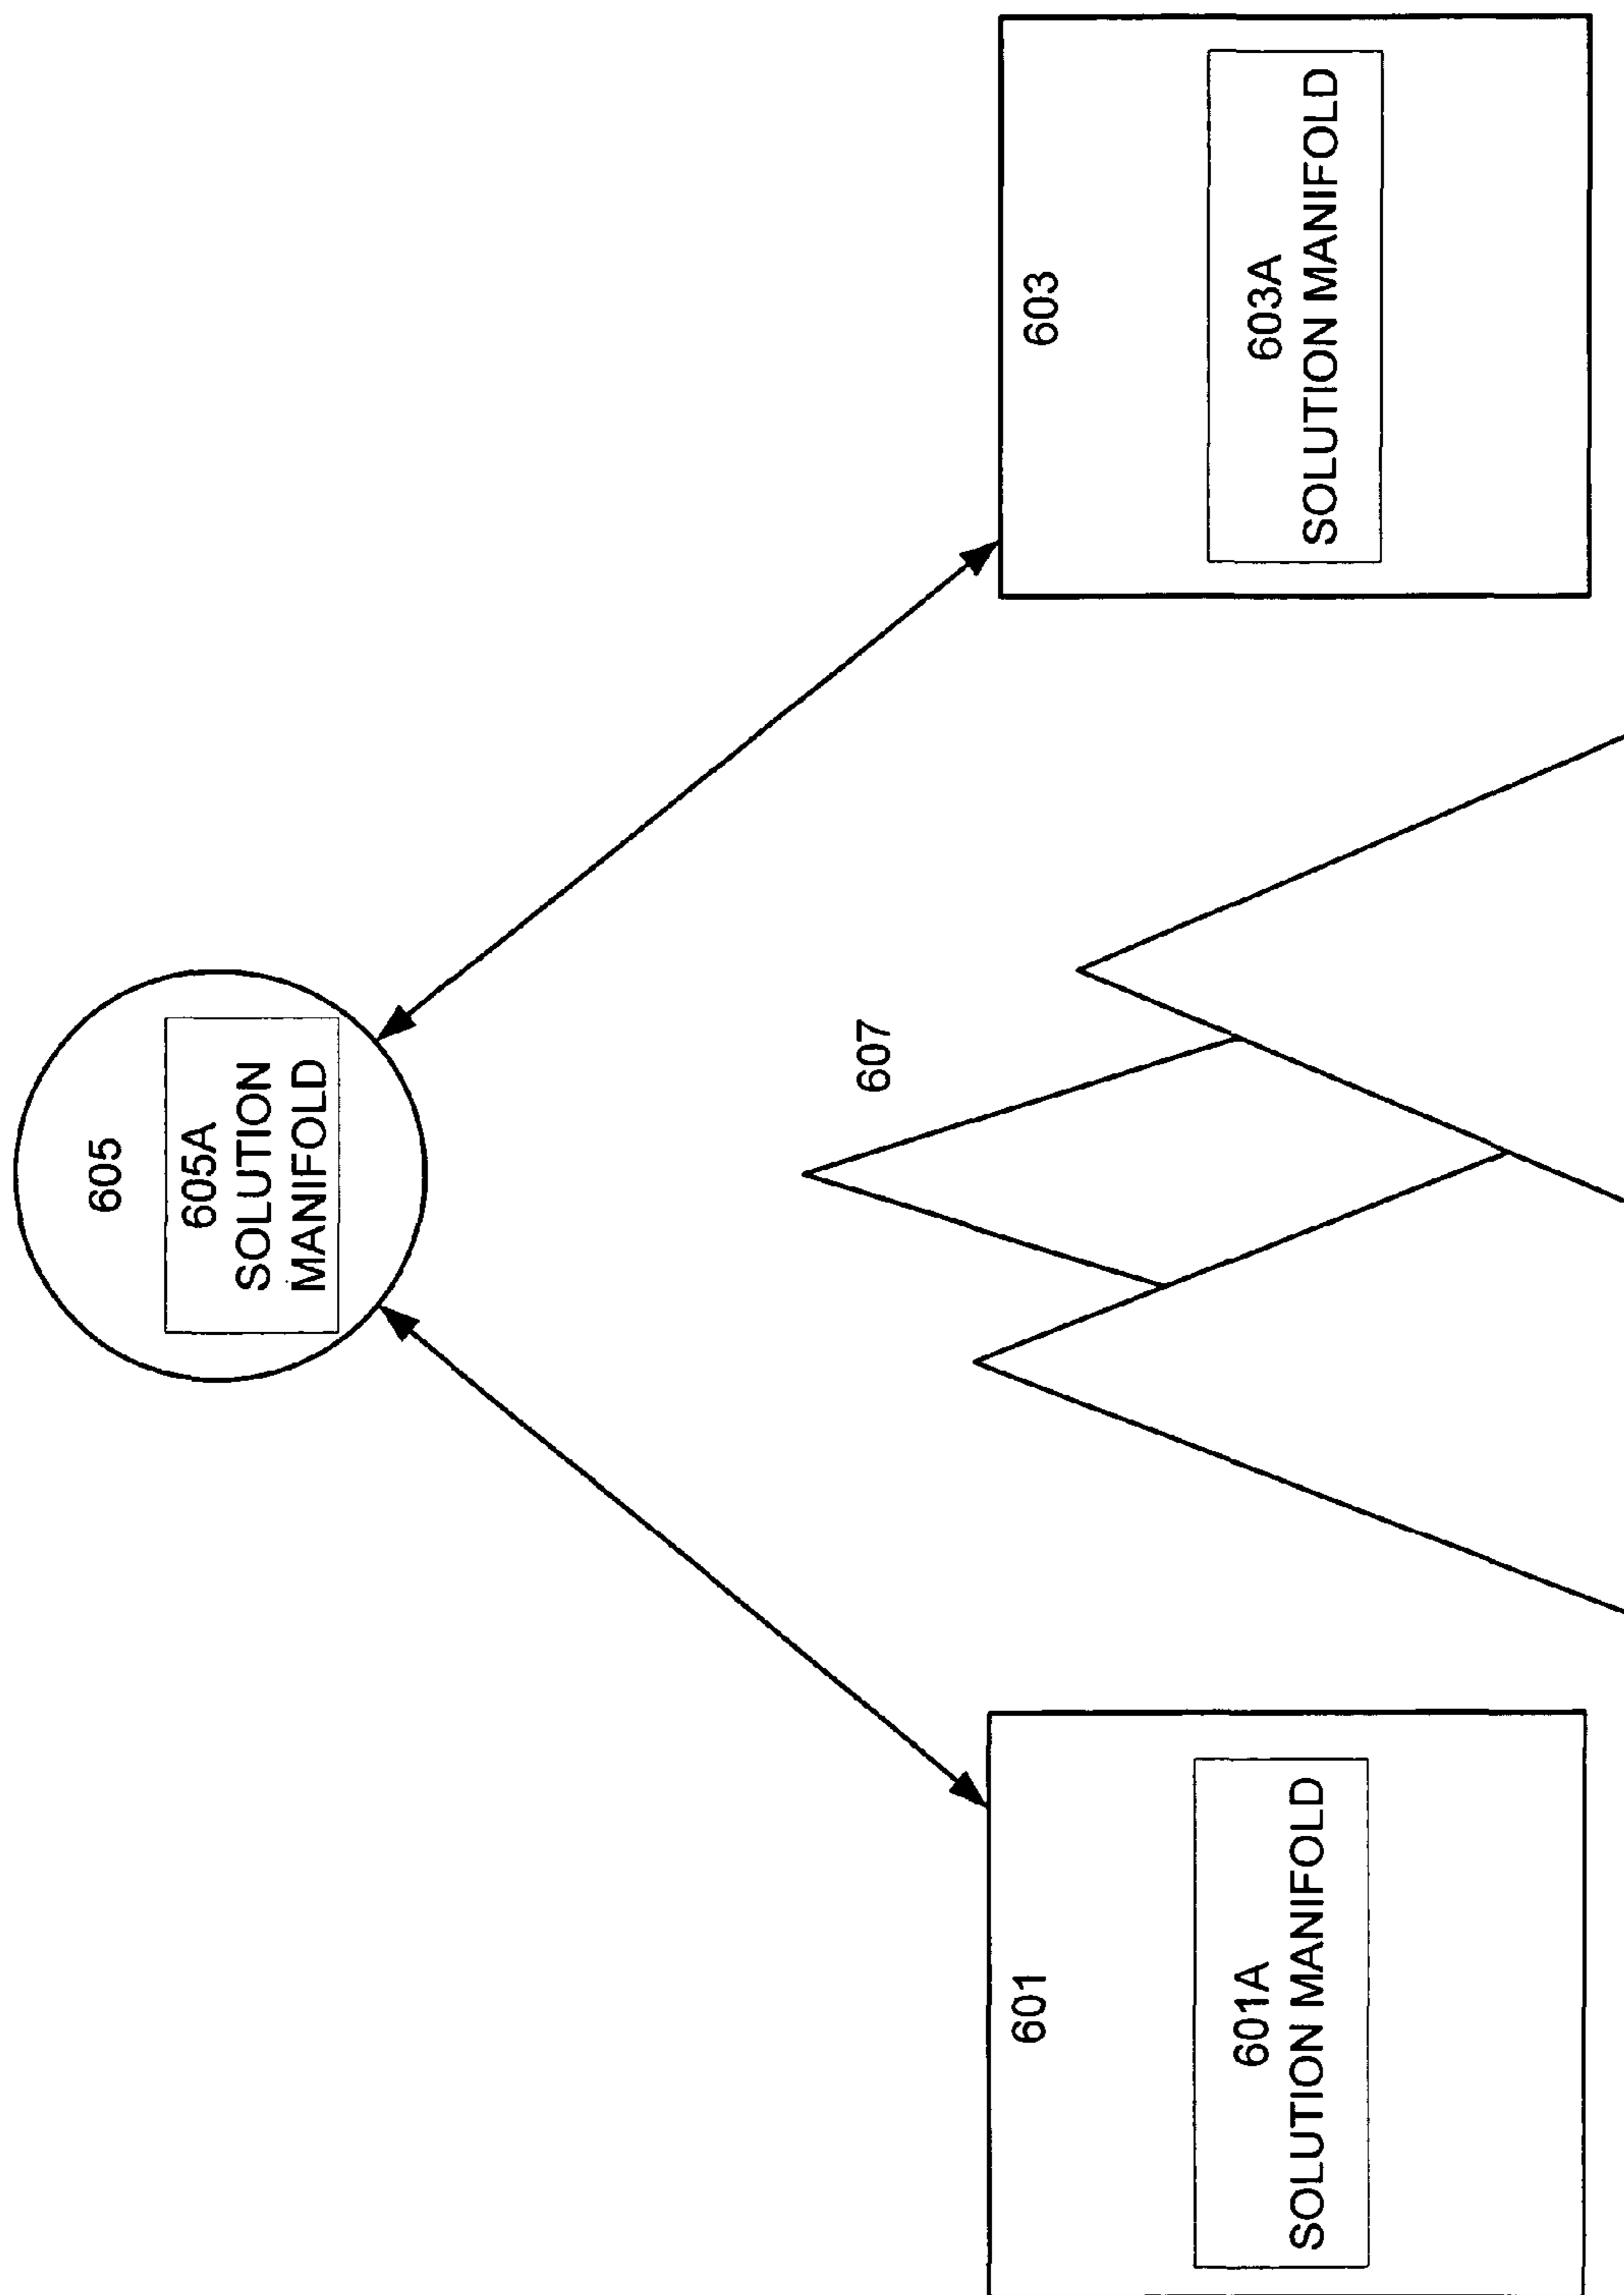 605
605A
SOLUTION
MANIFOLD
607
601
601A
SOLUTION MANIFOLD
603
603A
SOLUTION MANIFOLD